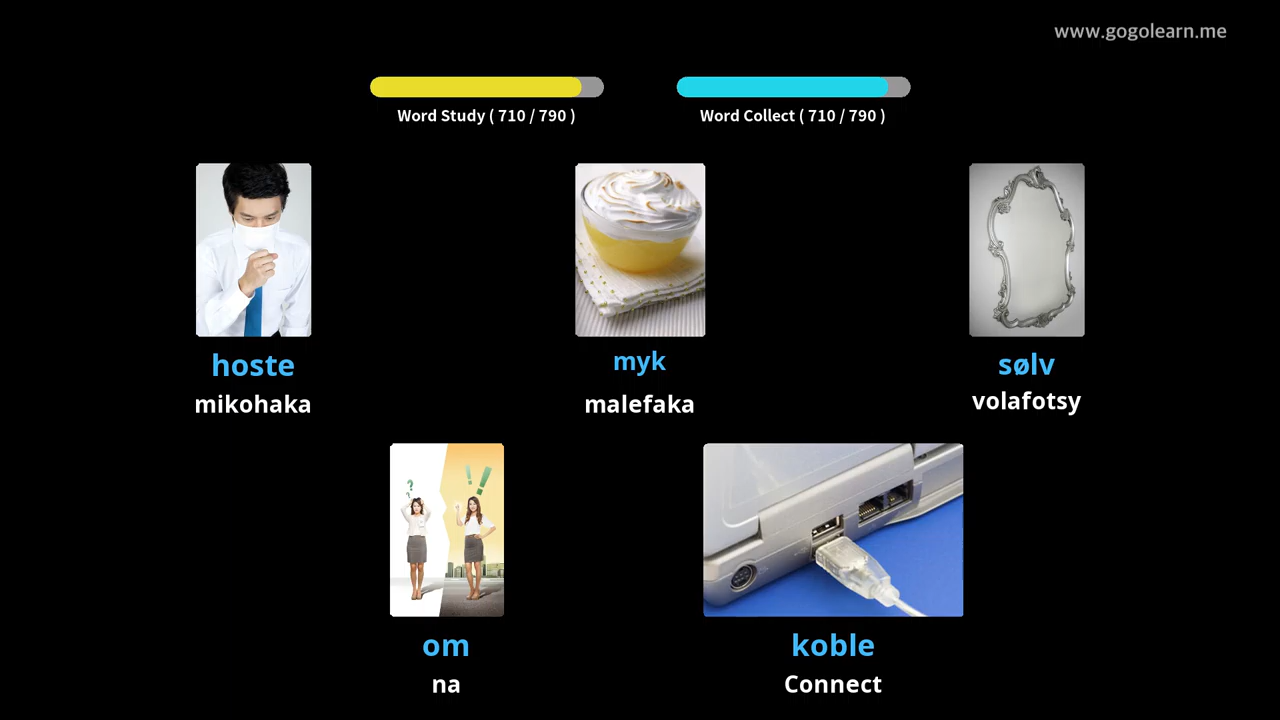 www.gogolearn.me
Word Study ( 710 / 790 )
Word Collect ( 710 / 790 )
hoste
mikohaka
myk
malefaka
sølv
volafotsy
om
na
koble
Connect